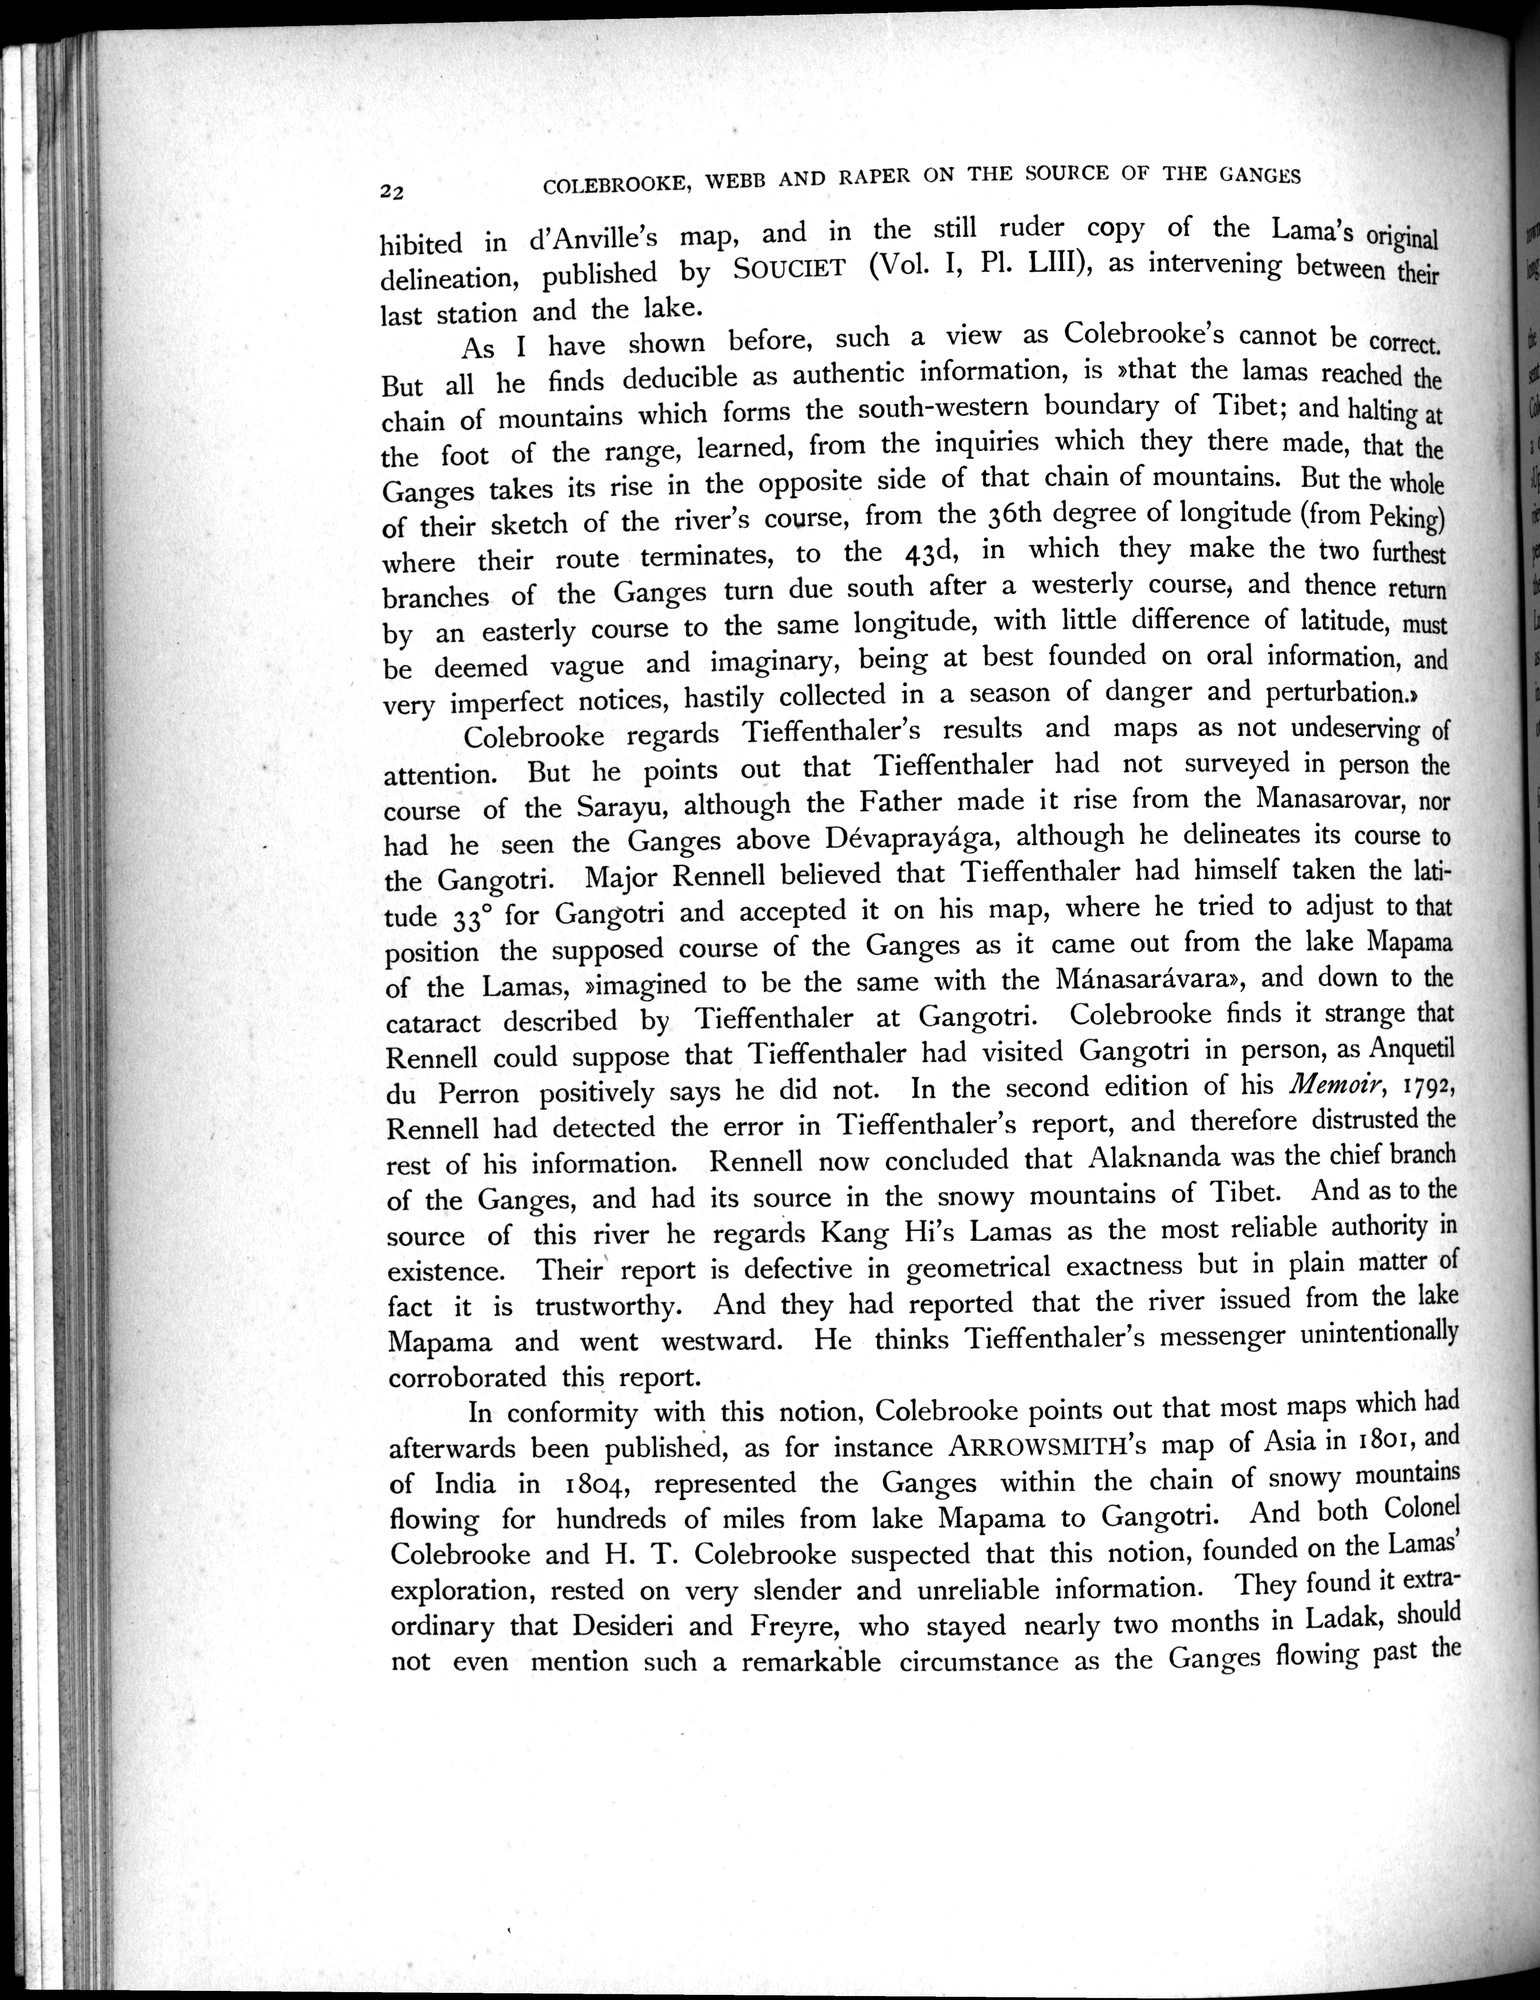 22 COLEBROOKE, WEBB AND RAPER ON THE SOURCE OF THE GANGES
hibited in d'Anville's map, and in the still ruder copy of the Lama's original
delineation, published by SOUCIET (Vol. I, Pl. LIII), as intervening between their
last station and the lake.
As I have shown before, such a view as Colebrooke's cannot be correct.
But all he finds deducible as authentic information, is »that the lamas reached the
chain of mountains which forms the south-western boundary of Tibet; and halting at
the foot of the range, learned, from the inquiries which they there made, that the
Ganges takes its rise in the opposite side of that chain of mountains. But the whole
of their sketch of the river's course, from the 36th degree of longitude (from Peking)
where their route terminates, to the 43d, in which they make the two furthest
branches of the Ganges turn due south after a westerly course, and thence return
by an easterly course to the same longitude, with little difference of latitude, must
be deemed vague and imaginary, being at best founded on oral information, and
very imperfect notices, hastily collected in a season of danger and perturbation.»
Colebrooke regards Tieffenthaler's results and maps as not undeserving of
attention. But he points out that Tieffenthaler had not surveyed in person the
course of the Sarayu, although the Father made it rise from the Manasarovar, nor
had he seen the Ganges above Dévaprayága, although he delineates its course to
the Gangotri. Major Rennell believed that Tieffenthaler had himself taken the lati-
tude 33° for Gangotri and accepted it on his map, where he tried to adjust to that
position the supposed course of the Ganges as it came out from the lake Mapama
of the Lamas, »imagined to be the same with the Mánasarávara», and down to the
cataract described by Tieffenthaler at Gangotri. Colebrooke finds it strange that
Rennell could suppose that Tieffenthaler had visited Gangotri in person, as Anquetil
du Perron positively says he did not. In the second edition of his Memoir, 1792,
Rennell had detected the error in Tieffenthaler's report, and therefore distrusted the
rest of his information. Rennell now concluded that Alaknanda was the chief branch
of the Ganges, and had its source in the snowy mountains of Tibet. And as to the
source of this river he regards Kang Hi's Lamas as the most reliable authority in
existence. Their report is defective in geometrical exactness but in plain matter of
fact it is trustworthy. And they had reported that the river issued from the lake
Mapama and went westward. He thinks Tieffenthaler's messenger unintentionally
corroborated this report.
In conformity with this notion, Colebrooke points out that most maps which had
afterwards been published, as for instance ARROWSMITH's map of Asia in 1801, and
of India in 1804, represented the Ganges within the chain of snowy mountains
flowing for hundreds of miles from lake Mapama to Gangotri. And both Colonel
Colebrooke and H. T. Colebrooke suspected that this notion, founded on the Lamas'
exploration, rested on very slender and unreliable information. They found it extra-
ordinary that Desideri and Freyre, who stayed nearly two months in Ladak, should
not even mention such a remarkable circumstance as the Ganges flowing past the